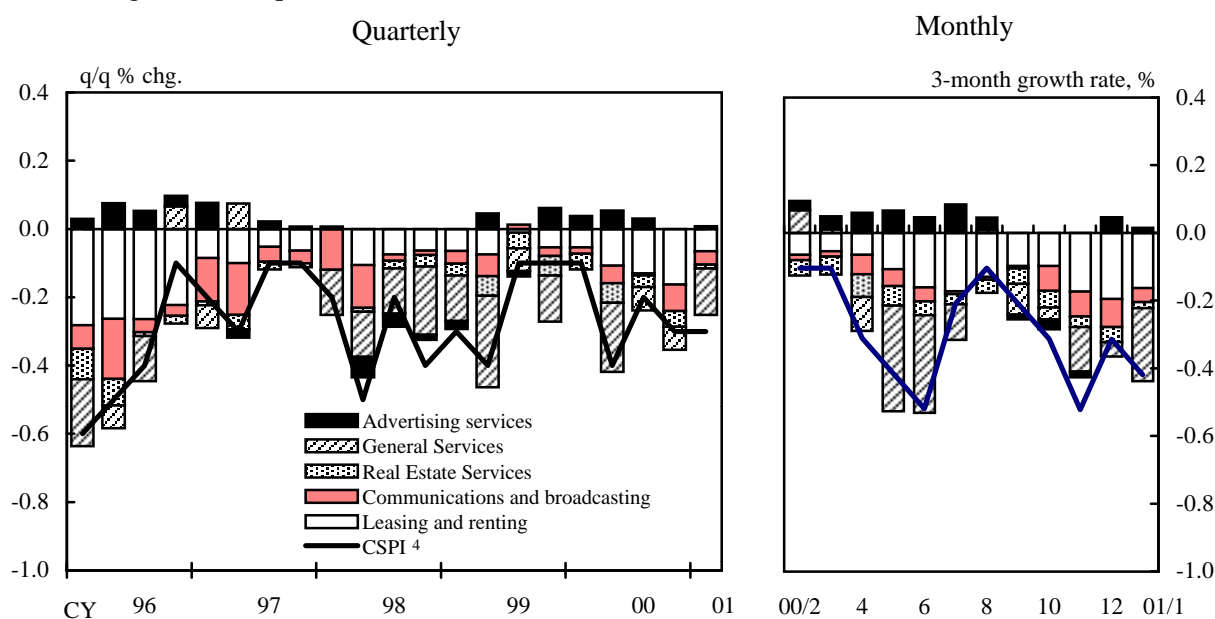 Quarterly
Monthly
q/q % chg.
3-month growth rate, %
0.4
0.2
0.0
-0.2
-0.4
-0.6
-0.8
-1.0
Advertising services
General Services
Real Estate Services
Communications and broadcasting
Leasing and renting
CSPI 4
CY 96 97 98 99 00 01
0.4
0.2
0.0
-0.2
-0.4
-0.6
-0.8
-1.0
00/2 4 6 8 10 12 01/1